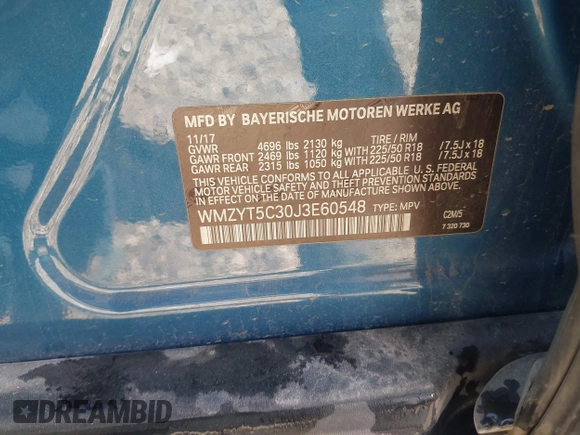 MFD BY BAYERISCHE MOTOREN WERKE AG
11/17 TIRE / RIM
GVWR 4696 lbs 2130 kg
GAWR FRONT 2469 lbs 1120 kg WITH 225/50 R18 /7.5J x 18
GAWR REAR 2315 lbs 1050 kg WITH 225/50 R18 /7.5J x 18
THIS VEHICLE CONFORMS TO ALL APPLICABLE U.S. FEDERAL
MOTOR VEHICLE SAFETY, BUMPER AND THEFT PREVENTION STANDARDS
IN EFFECT ON THE DATE OF MANUFACTURE SHOWN ABOVE.
WMZYT5C30J3E60548 TYPE: MPV
C2M/5
7 320 730
DREAMBID